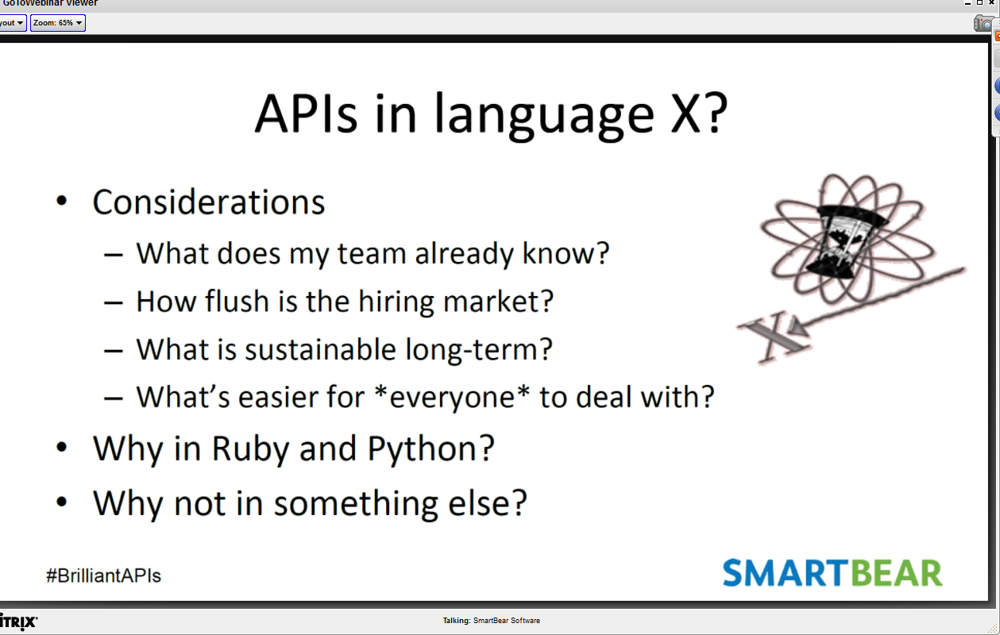 GoToWebinar Viewer
yout Zoom: 65%
APIs in language X?
• Considerations
– What does my team already know?
– How flush is the hiring market?
– What is sustainable long-term?
– What's easier for *everyone* to deal with?
• Why in Ruby and Python?
• Why not in something else?
X
#BrilliantAPIs
SMARTBEAR
iTRIX
Talking: SmartBear Software